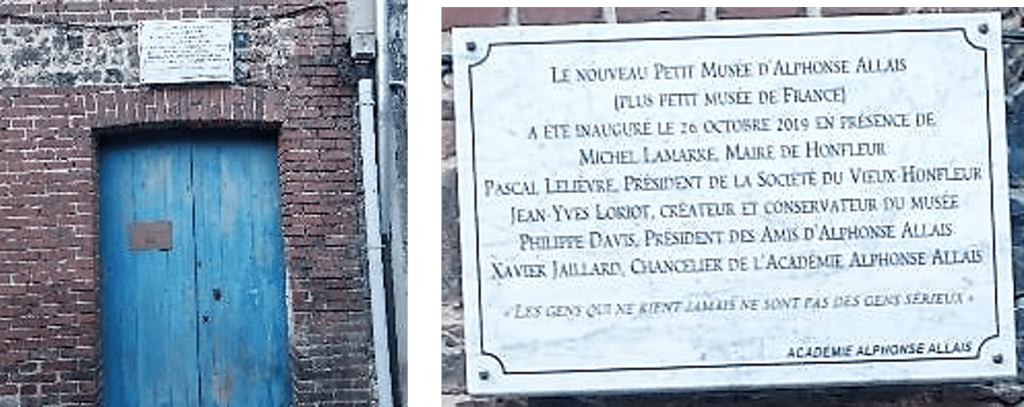 LE NOUVEAU PETIT MUSÉE D'ALPHONSE ALLAIS
(PLUS PETIT MUSÉE DE FRANCE)
A ÉTÉ INAUGURÉ LE 26 OCTOBRE 2019 EN PRÉSENCE DE
MICHEL LAMARRE, MAIRE DE HONFLEUR
PASCAL LELIÈVRE, PRÉSIDENT DE LA SOCIÉTÉ DU VIEUX HONFLEUR
JEAN-YVES LORIOT, CRÉATEUR ET CONSERVATEUR DU MUSÉE
PHILIPPE DAVIS, PRÉSIDENT DES AMIS D'ALPHONSE ALLAIS
XAVIER JAILLARD, CHANCELIER DE L'ACADÉMIE ALPHONSE ALLAIS
« LES GENS QUI NE RIENT JAMAIS NE SONT PAS DES GENS SÉRIEUX »
ACADÉMIE ALPHONSE ALLAIS